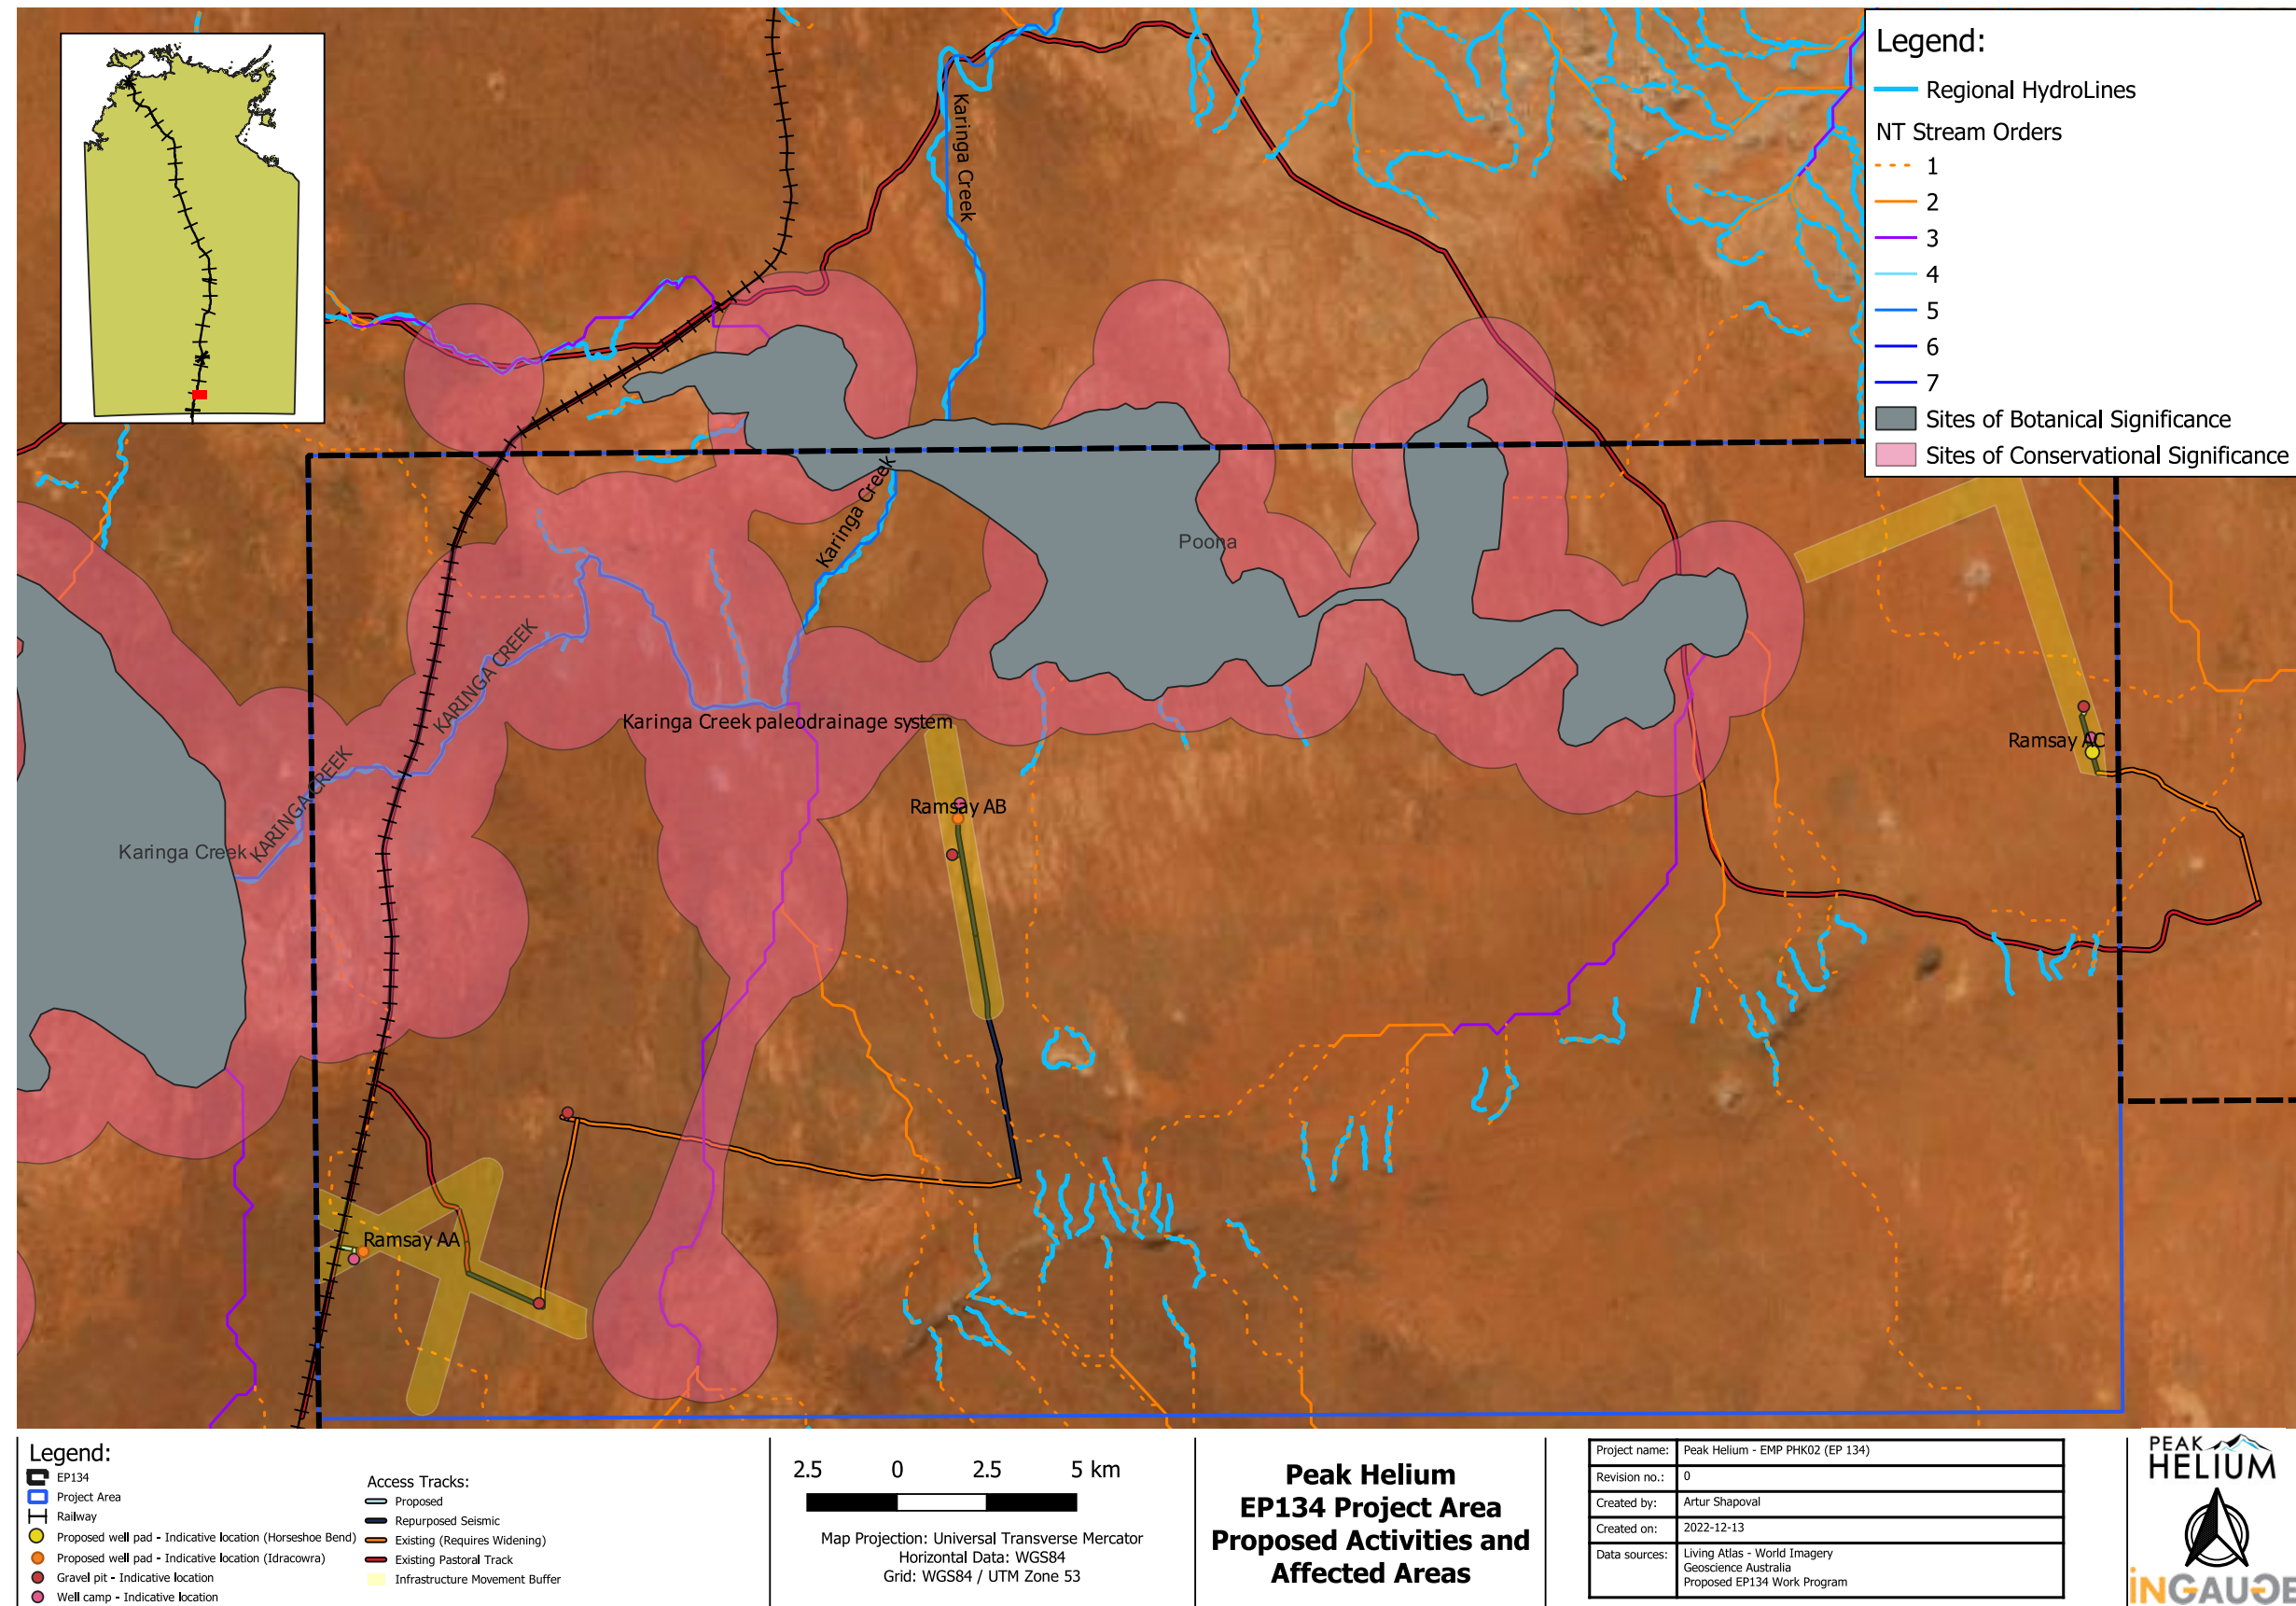 Legend:
Regional HydroLines
NT Stream Orders
1
2
3
4
5
6
7
Sites of Botanical Significance
Sites of Conservational Significance
Karinga Creek
Karinga Creek
Poona
KARINGA CREEK
Karinga Creek paleodrainage system
KARINGA CREEK
Karinga Creek
Ramsay AB
Ramsay AC
Ramsay AA
Legend:
EP134
Project Area
Railway
Proposed well pad - Indicative location (Horseshoe Bend)
Proposed well pad - Indicative location (Idracowra)
Gravel pit - Indicative location
Well camp - Indicative location
Access Tracks:
Proposed
Repurposed Seismic
Existing (Requires Widening)
Existing Pastoral Track
Infrastructure Movement Buffer
2.5 0 2.5 5 km
Map Projection: Universal Transverse Mercator
Horizontal Data: WGS84
Grid: WGS84 / UTM Zone 53
Peak Helium
EP134 Project Area
Proposed Activities and
Affected Areas
Project name: Peak Helium - EMP PHK02 (EP 134)
Revision no.: 0
Created by: Artur Shapoval
Created on: 2022-12-13
Data sources: Living Atlas - World Imagery
Geoscience Australia
Proposed EP134 Work Program
PEAK
HELIUM
INGAUGE